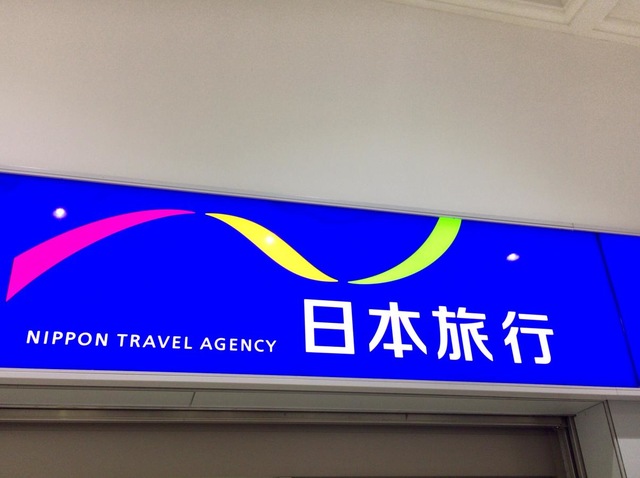 NIPPON TRAVEL AGENCY 日本旅行